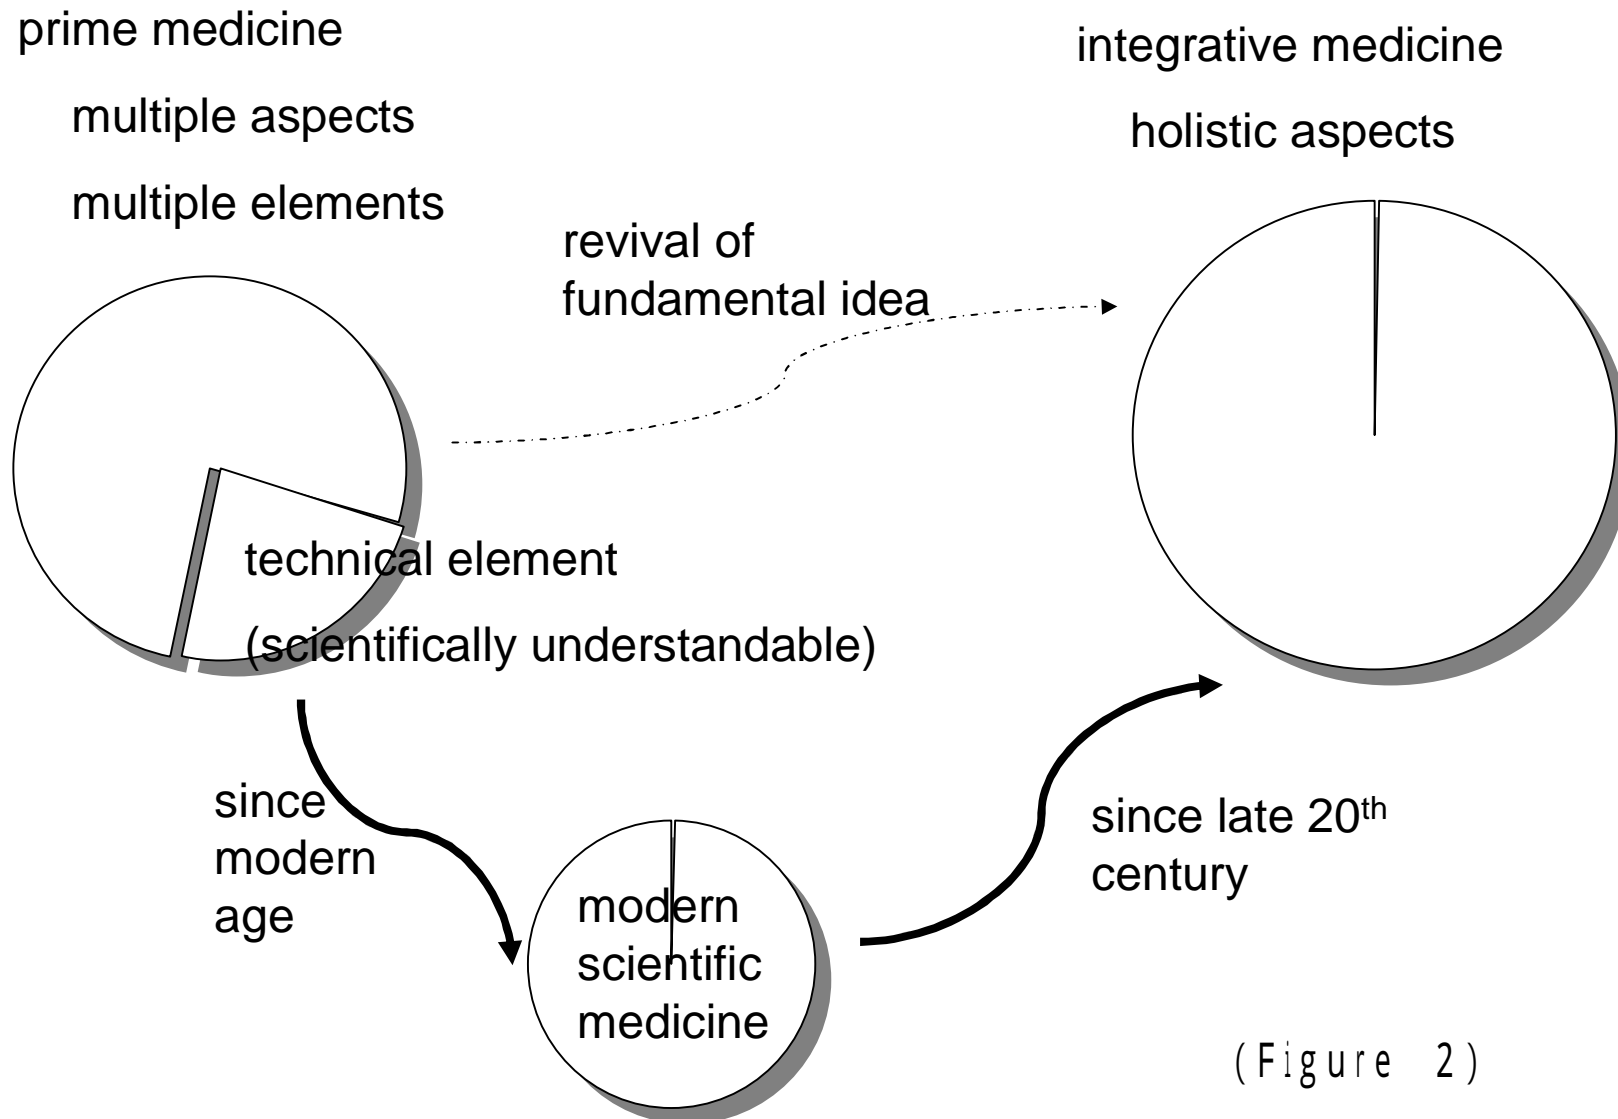 prime medicine
multiple aspects
multiple elements
integrative medicine
holistic aspects
revival of
fundamental idea
technical element
(scientifically understandable)
since
modern
age
modern
scientific
medicine
since late 20th
century
(Figure 2)